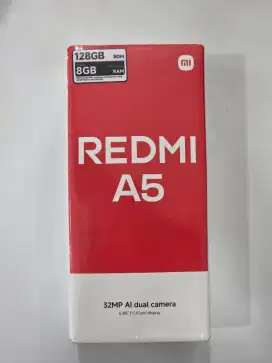 128GB ROM
8GB RAM
mi
REDMI
A5
32MP AI dual camera